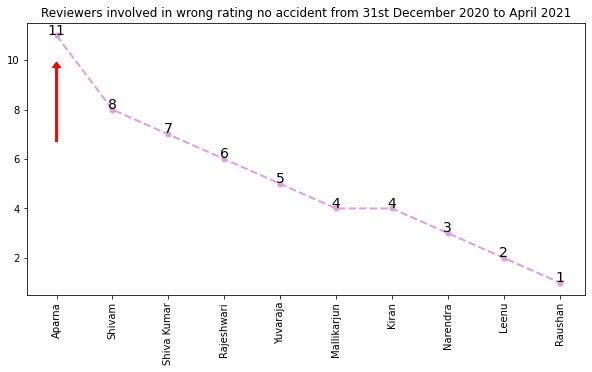 Reviewers involved in wrong rating no accident from 31st December 2020 to April 2021
11
8
7
6
5
4
4
3
2
1
10
8
6
4
2
Aparna
Shivam
Shiva Kumar
Rajeshwari
Yuvaraja
Mallikarjun
Kiran
Narendra
Leenu
Raushan